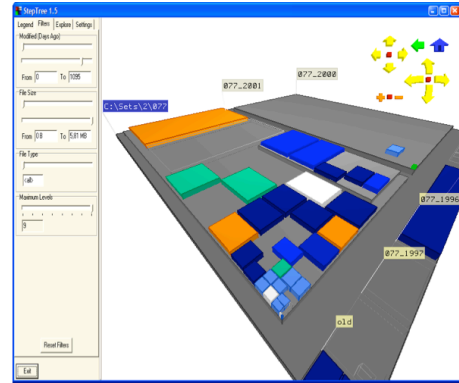 StepTree 1.5
Legend Filters Explore Settings
Modified (Days Ago)
From 0 To 1095
File Size
From 0 B To 5.81 MB
File Type
Maximum Levels
9
Reset Filters
Exit
077_2001
077_2000
C:\Sets\2\077
077_1996
077_1997
old